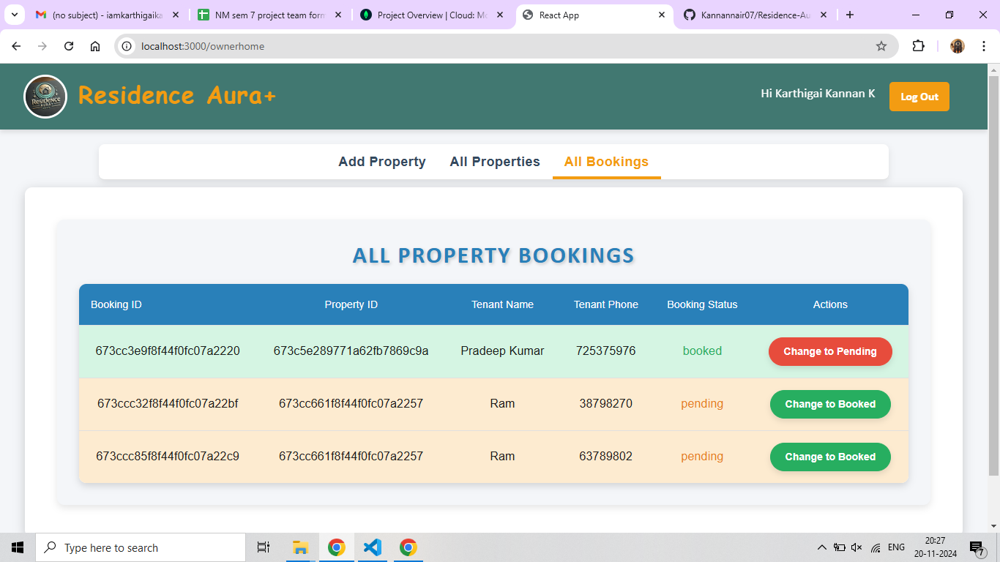 (no subject) - iamkarthigaika
NM sem 7 project team form
Project Overview | Cloud: Mo
React App
Kannannair07/Residence-Au
localhost:3000/ownerhome
Residence Aura+
Hi Karthigai Kannan K
Log Out
Add Property All Properties All Bookings
ALL PROPERTY BOOKINGS
Booking ID Property ID Tenant Name Tenant Phone Booking Status Actions
673cc3e9f8f44f0fc07a2220 673c5e289771a62fb7869c9a Pradeep Kumar 725375976 booked Change to Pending
673ccc32f8f44f0fc07a22bf 673cc661f8f44f0fc07a2257 Ram 38798270 pending Change to Booked
673ccc85f8f44f0fc07a22c9 673cc661f8f44f0fc07a2257 Ram 63789802 pending Change to Booked
Type here to search
ENG
20:27
20-11-2024
7